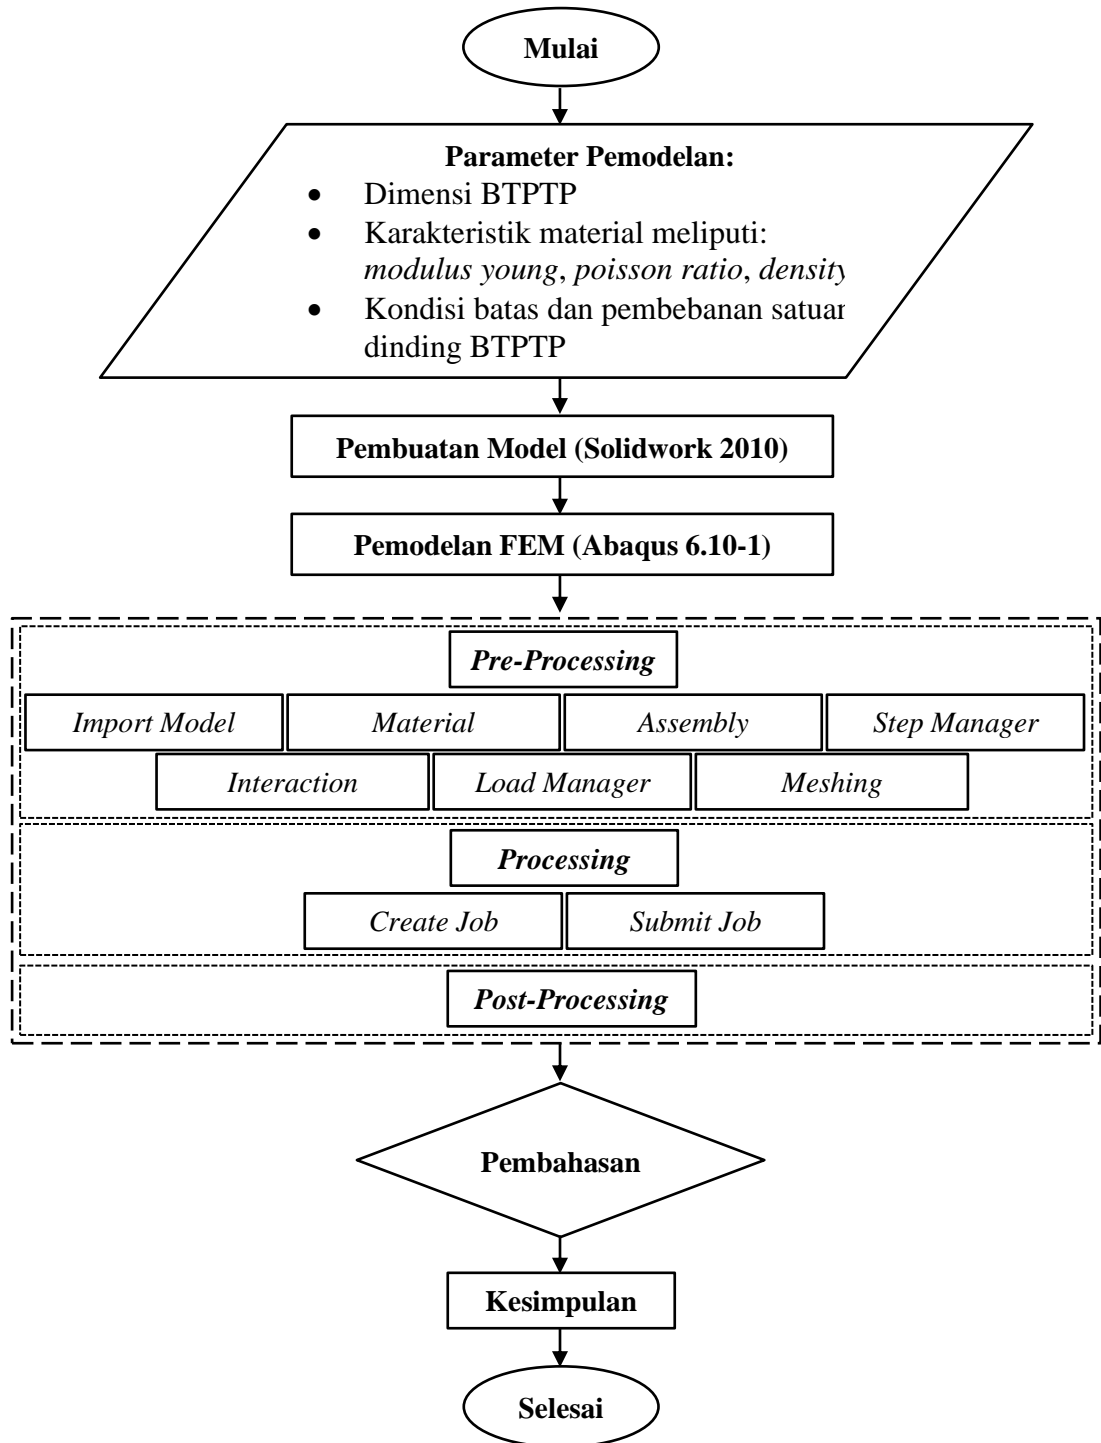 Mulai
Parameter Pemodelan:
• Dimensi BTPTP
• Karakteristik material meliputi:
modulus young, poisson ratio, density
• Kondisi batas dan pembebanan satuan
dinding BTPTP
Pembuatan Model (Solidwork 2010)
Pemodelan FEM (Abaqus 6.10-1)
Pre-Processing
Import Model Material Assembly Step Manager
Interaction Load Manager Meshing
Processing
Create Job Submit Job
Post-Processing
Pembahasan
Kesimpulan
Selesai